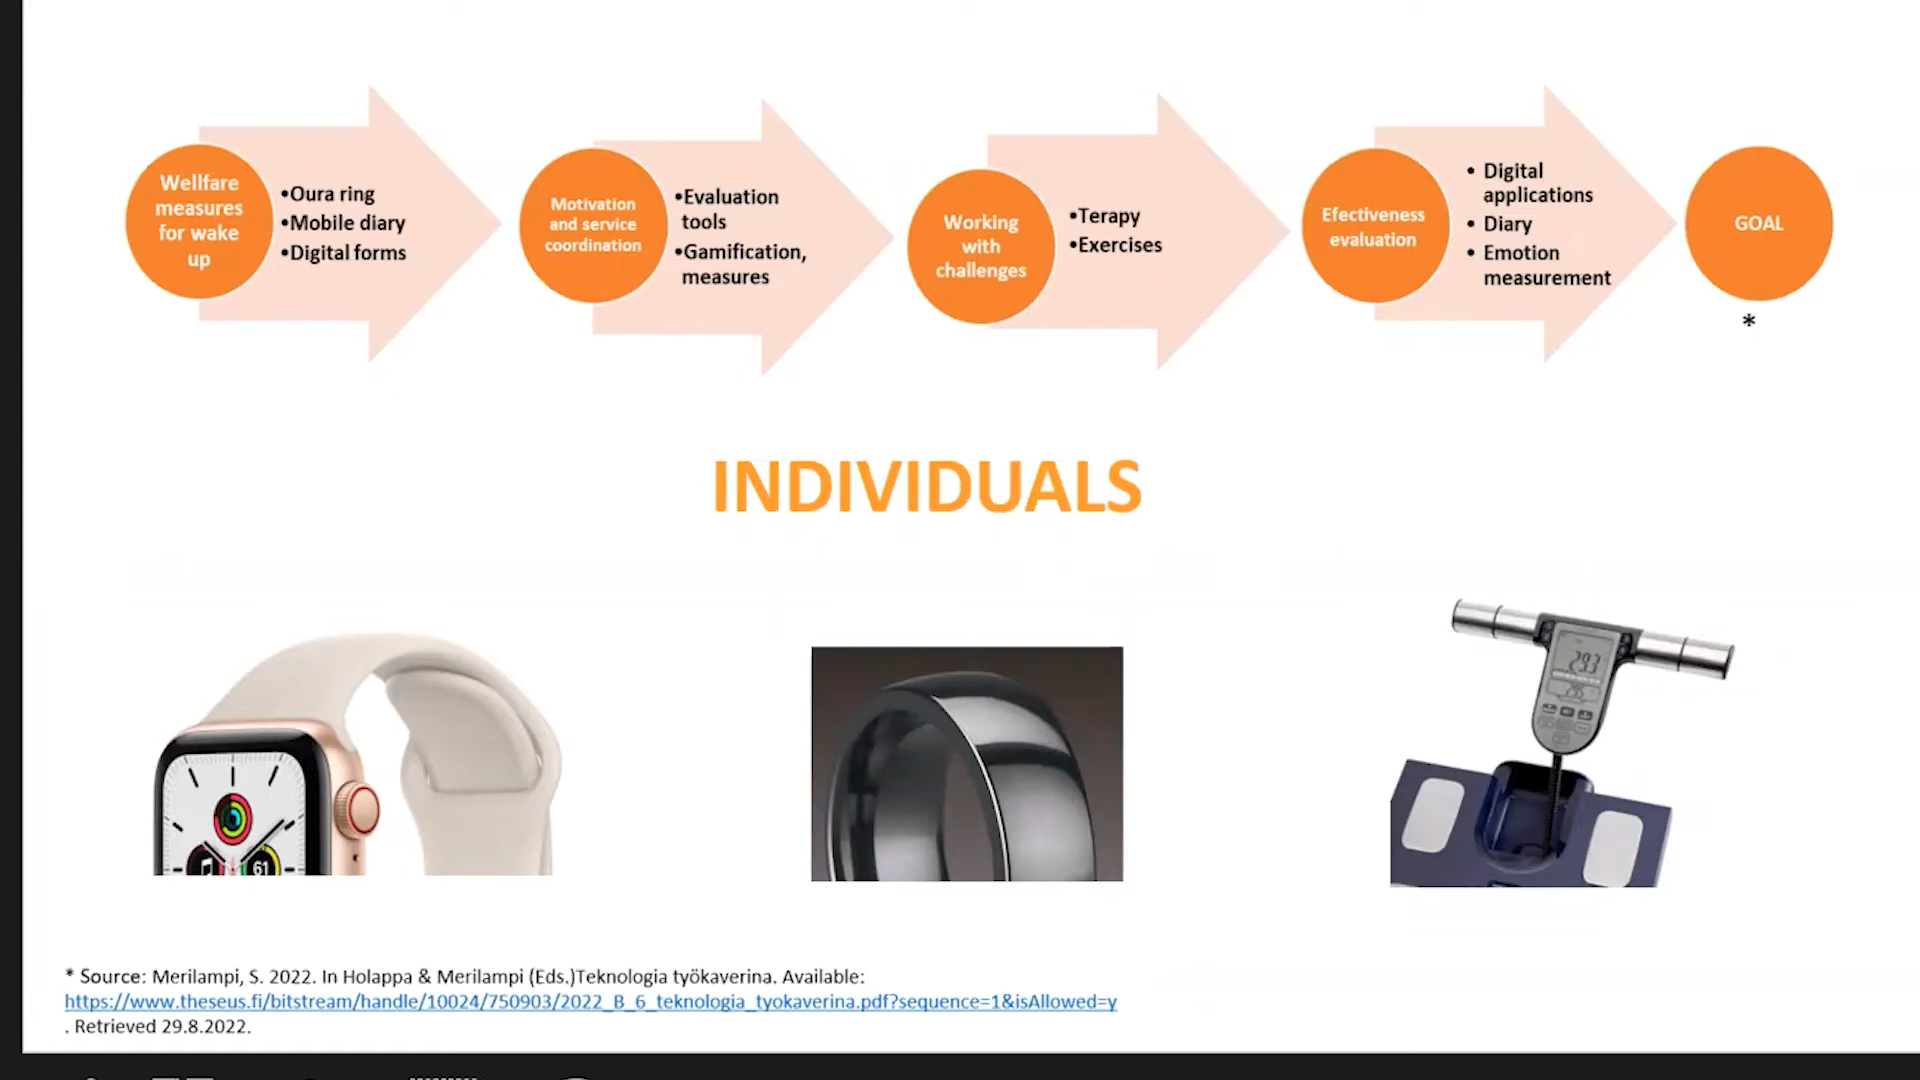 Wellfare
measures
for wake
up
•Oura ring
•Mobile diary
•Digital forms
Motivation
and service
coordination
•Evaluation
tools
•Gamification,
measures
Working
with
challenges
•Terapy
•Exercises
Efectiveness
evaluation
• Digital
applications
• Diary
• Emotion
measurement
GOAL
*
INDIVIDUALS
61
293
* Source: Merilampi, S. 2022. In Holappa & Merilampi (Eds.)Teknologia työkaverina. Available:
https://www.theseus.fi/bitstream/handle/10024/750903/2022_B_6_teknologia_tyokaverina.pdf?sequence=1&isAllowed=y
. Retrieved 29.8.2022.